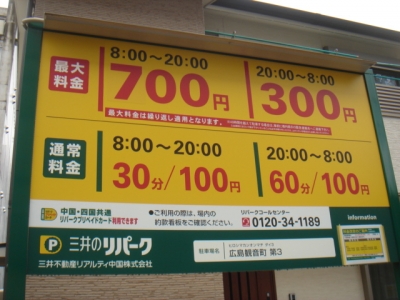 最大料金
8:00～20:00
700円
20:00～8:00
300円
最大料金は繰り返し適用となります。
通常料金
8:00～20:00
30分/100円
20:00～8:00
60分/100円
中国・四国共通
リパークプリペイドカード利用できます
●ご利用の際は、場内の
約款看板をご確認ください。
リパークコールセンター
0120-34-1189
P 三井のリパーク
三井不動産リアルティ中国株式会社
駐車場名
広島観音町 第3
information